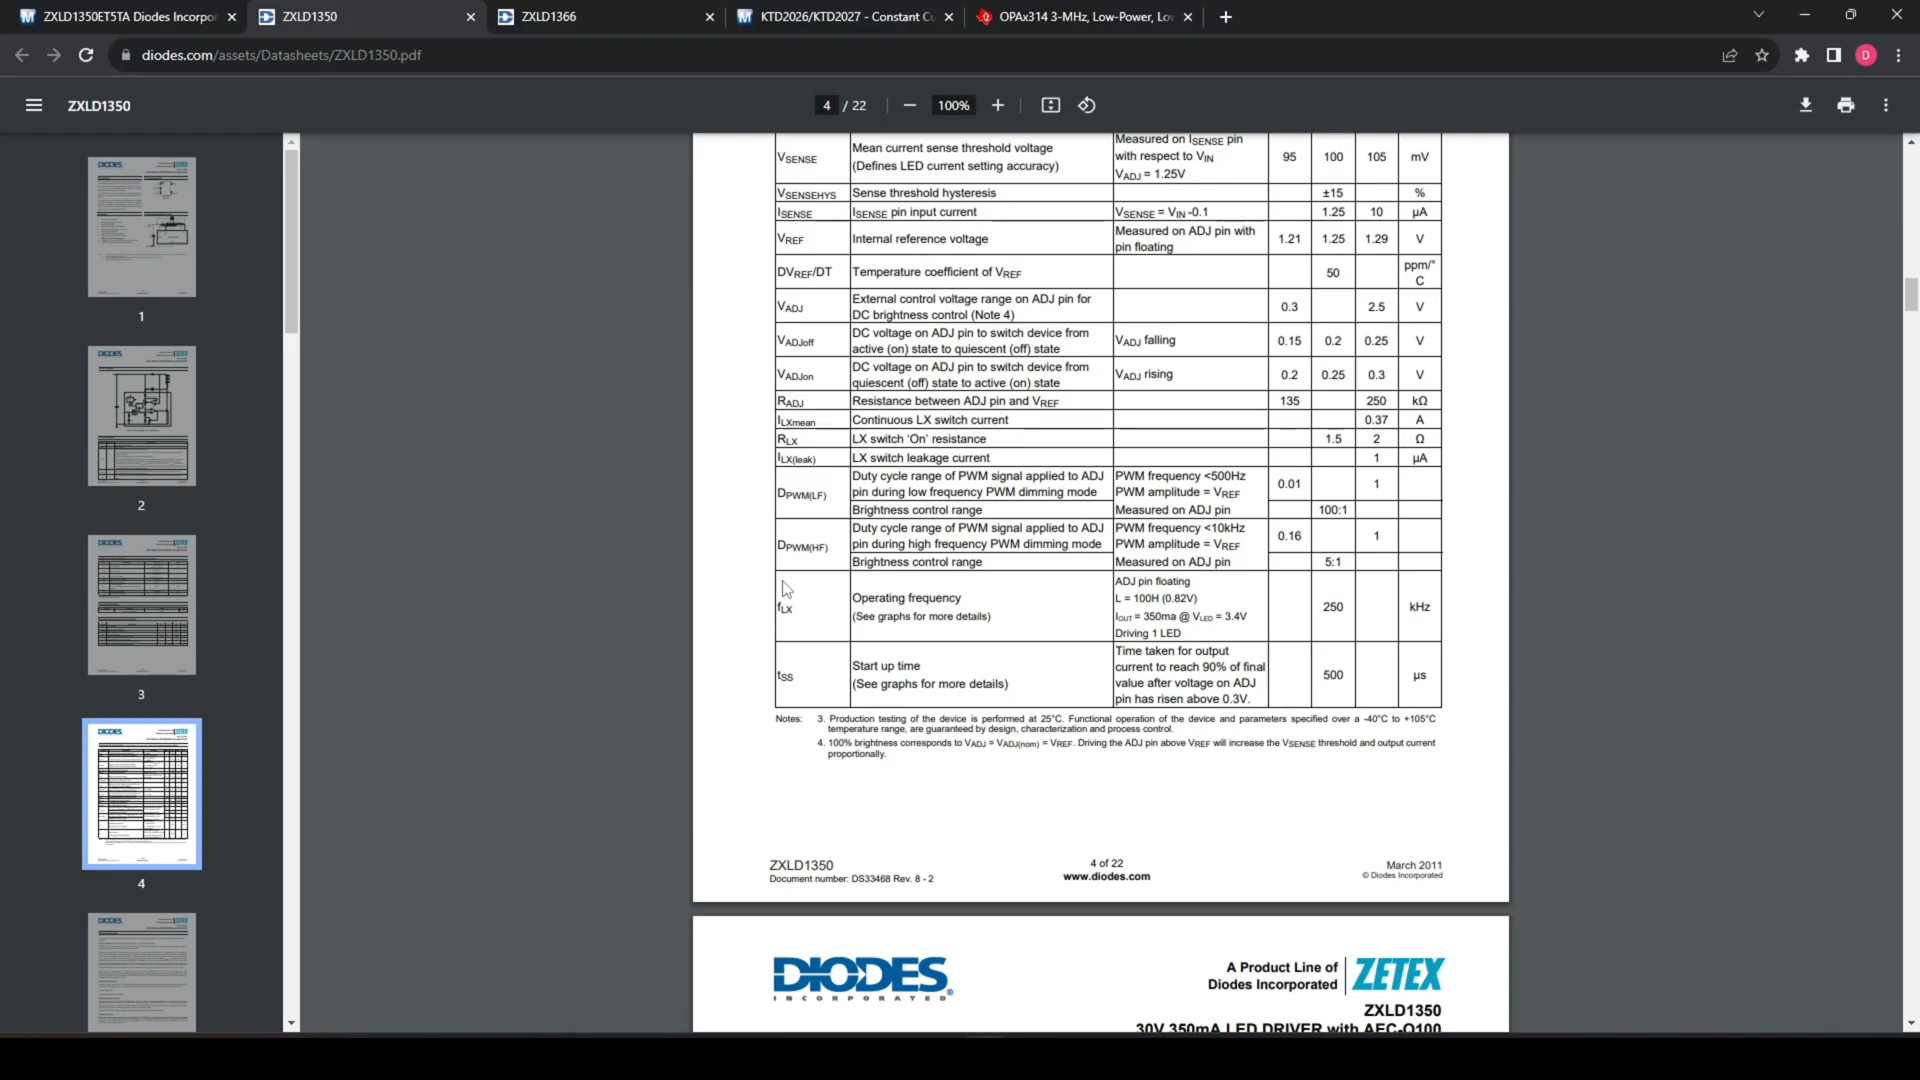 ZXLD1350ET5TA Diodes Incorpor
ZXLD1350
ZXLD1366
KTD2026/KTD2027 - Constant Cu
OPAx314 3-MHz, Low-Power, Lo
diodes.com/assets/Datasheets/ZXLD1350.pdf
D
ZXLD1350
4 / 22
100%
1
2
3
4
VSENSE Mean current sense threshold voltage (Defines LED current setting accuracy) Measured on ISENSE pin with respect to VIN VADJ = 1.25V 95 100 105 mV
VSENSEHYS Sense threshold hysteresis ±15 %
ISENSE ISENSE pin input current VSENSE = VIN -0.1 1.25 10 µA
VREF Internal reference voltage Measured on ADJ pin with pin floating 1.21 1.25 1.29 V
DVREF/DT Temperature coefficient of VREF 50 ppm/° C
VADJ External control voltage range on ADJ pin for DC brightness control (Note 4) 0.3 2.5 V
VADJoff DC voltage on ADJ pin to switch device from active (on) state to quiescent (off) state VADJ falling 0.15 0.2 0.25 V
VADJon DC voltage on ADJ pin to switch device from quiescent (off) state to active (on) state VADJ rising 0.2 0.25 0.3 V
RADJ Resistance between ADJ pin and VREF 135 250 kΩ
ILXmean Continuous LX switch current 0.37 A
RLX LX switch 'On' resistance 1.5 2 Ω
ILX(leak) LX switch leakage current 1 µA
DPWM(LF) Duty cycle range of PWM signal applied to ADJ pin during low frequency PWM dimming mode PWM frequency <500Hz PWM amplitude = VREF 0.01 1
Brightness control range Measured on ADJ pin 100:1
DPWM(HF) Duty cycle range of PWM signal applied to ADJ pin during high frequency PWM dimming mode PWM frequency <10kHz PWM amplitude = VREF 0.16 1
Brightness control range Measured on ADJ pin 5:1
fLX Operating frequency (See graphs for more details) ADJ pin floating L = 100H (0.82V) IOUT = 350ma @ VLED = 3.4V Driving 1 LED 250 kHz
tSS Start up time (See graphs for more details) Time taken for output current to reach 90% of final value after voltage on ADJ pin has risen above 0.3V. 500 µs
Notes: 3. Production testing of the device is performed at 25°C. Functional operation of the device and parameters specified over a -40°C to +105°C
temperature range, are guaranteed by design, characterization and process control.
4. 100% brightness corresponds to VADJ = VADJ(nom) = VREF. Driving the ADJ pin above VREF will increase the VSENSE threshold and output current
proportionally.
ZXLD1350
Document number: DS33468 Rev. 8 - 2
4 of 22
www.diodes.com
March 2011
© Diodes Incorporated
DIODES
INCORPORATED
A Product Line of
Diodes Incorporated
ZETEX
ZXLD1350
30V 350mA LED DRIVER with AEC-Q100